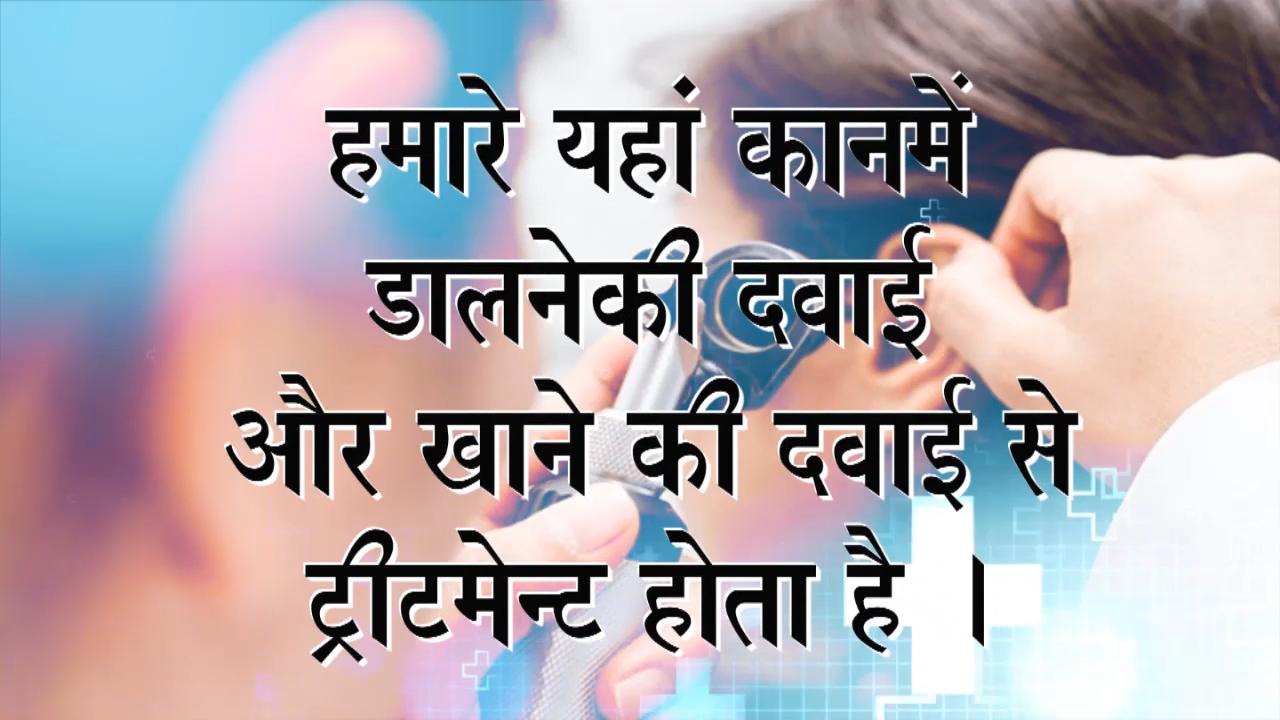 हमारे यहां कानमें
डालनेकी दवाई
और खाने की दवाई से
ट्रीटमेन्ट होता है ।